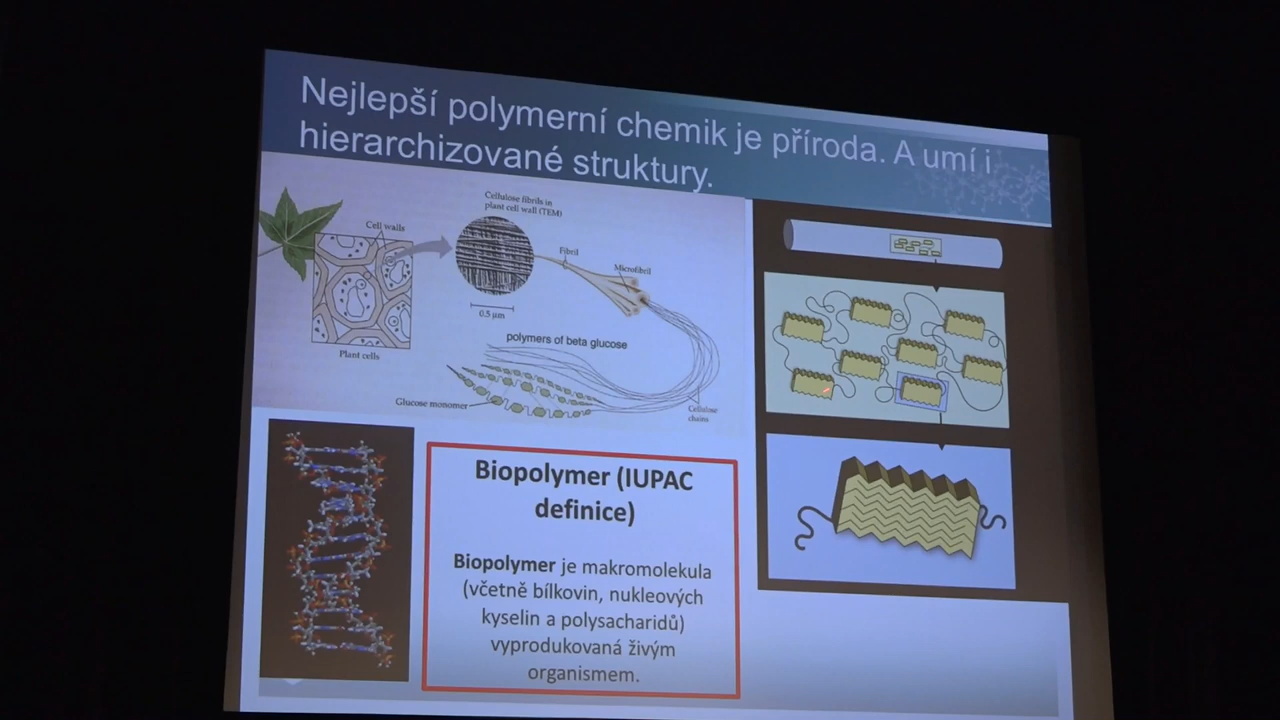 Nejlepší polymerní chemik je příroda. A umí i
hierarchizované struktury.
Cell walls
Cellulose fibrils in
plant cell wall (TEM)
Fibril
Microfibril
0.5 µm
Plant cells
polymers of beta glucose
Glucose monomer
Cellulose
chains
Biopolymer (IUPAC
definice)
Biopolymer je makromolekula
(včetně bílkovin, nukleových
kyselin a polysacharidů)
vyprodukovaná živým
organismem.